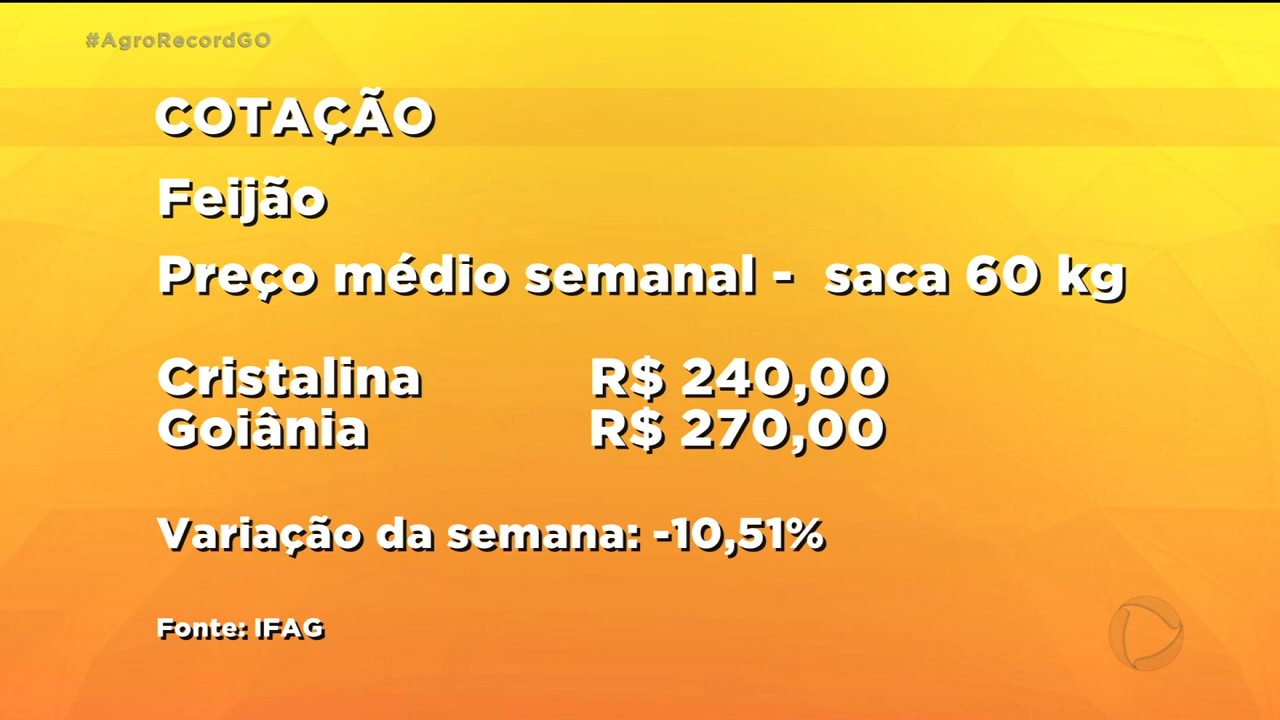 #AgroRecordGO
COTAÇÃO
Feijão
Preço médio semanal - saca 60 kg
Cristalina R$ 240,00
Goiânia R$ 270,00
Variação da semana: -10,51%
Fonte: IFAG